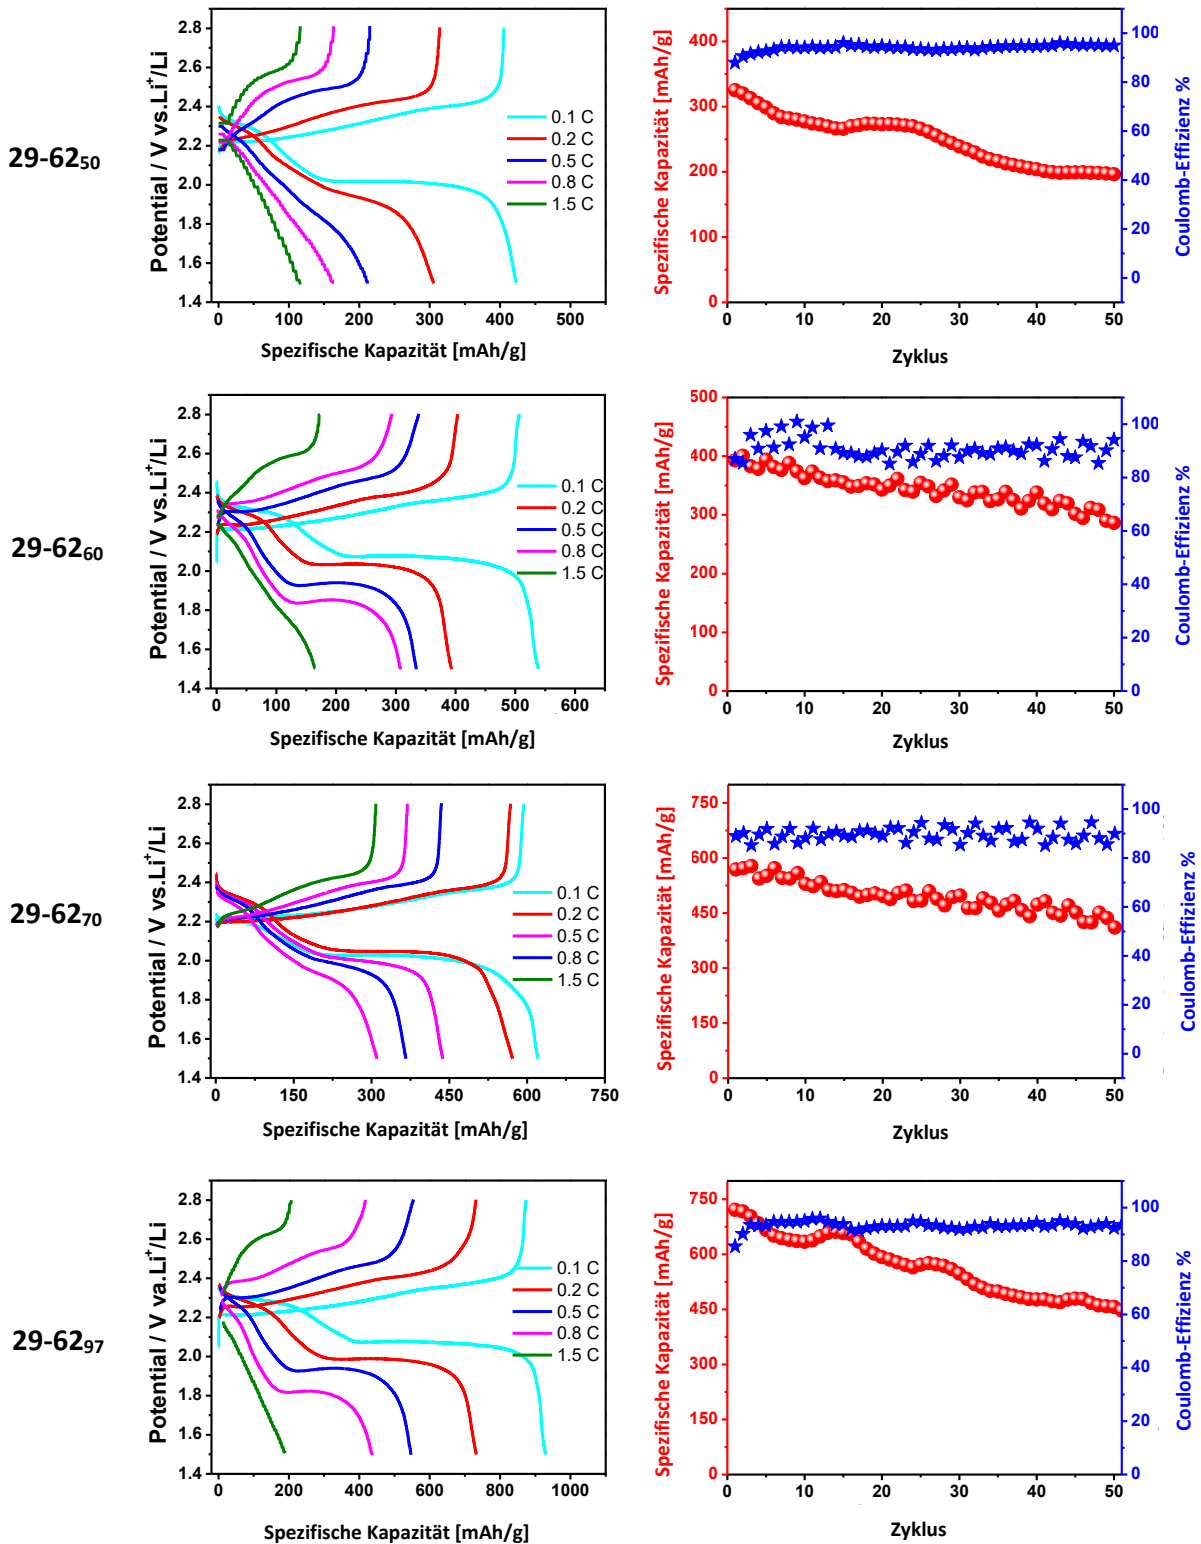 29-62₅₀
Potential / V vs.Li⁺/Li
2.8
2.6
2.4
2.2
2.0
1.8
1.6
1.4
0.1 C
0.2 C
0.5 C
0.8 C
1.5 C
0 100 200 300 400 500
Spezifische Kapazität [mAh/g]
Spezifische Kapazität [mAh/g]
400
300
200
100
0
100
80
60
40
20
0
Coulomb-Effizienz %
0 10 20 30 40 50
Zyklus
29-62₆₀
Potential / V vs.Li⁺/Li
2.8
2.6
2.4
2.2
2.0
1.8
1.6
1.4
0.1 C
0.2 C
0.5 C
0.8 C
1.5 C
0 100 200 300 400 500 600
Spezifische Kapazität [mAh/g]
Spezifische Kapazität [mAh/g]
500
400
300
200
100
0
100
80
60
40
20
0
Coulomb-Effizienz %
0 10 20 30 40 50
Zyklus
29-62₇₀
Potential / V vs.Li⁺/Li
2.8
2.6
2.4
2.2
2.0
1.8
1.6
1.4
0.1 C
0.2 C
0.5 C
0.8 C
1.5 C
0 150 300 450 600 750
Spezifische Kapazität [mAh/g]
Spezifische Kapazität [mAh/g]
750
600
450
300
150
0
100
80
60
40
20
0
Coulomb-Effizienz %
0 10 20 30 40 50
Zyklus
29-62₉₇
Potential / V va.Li⁺/Li
2.8
2.6
2.4
2.2
2.0
1.8
1.6
1.4
0.1 C
0.2 C
0.5 C
0.8 C
1.5 C
0 200 400 600 800 1000
Spezifische Kapazität [mAh/g]
Spezifische Kapazität [mAh/g]
750
600
450
300
150
0
100
80
60
40
20
0
Coulomb-Effizienz %
0 10 20 30 40 50
Zyklus